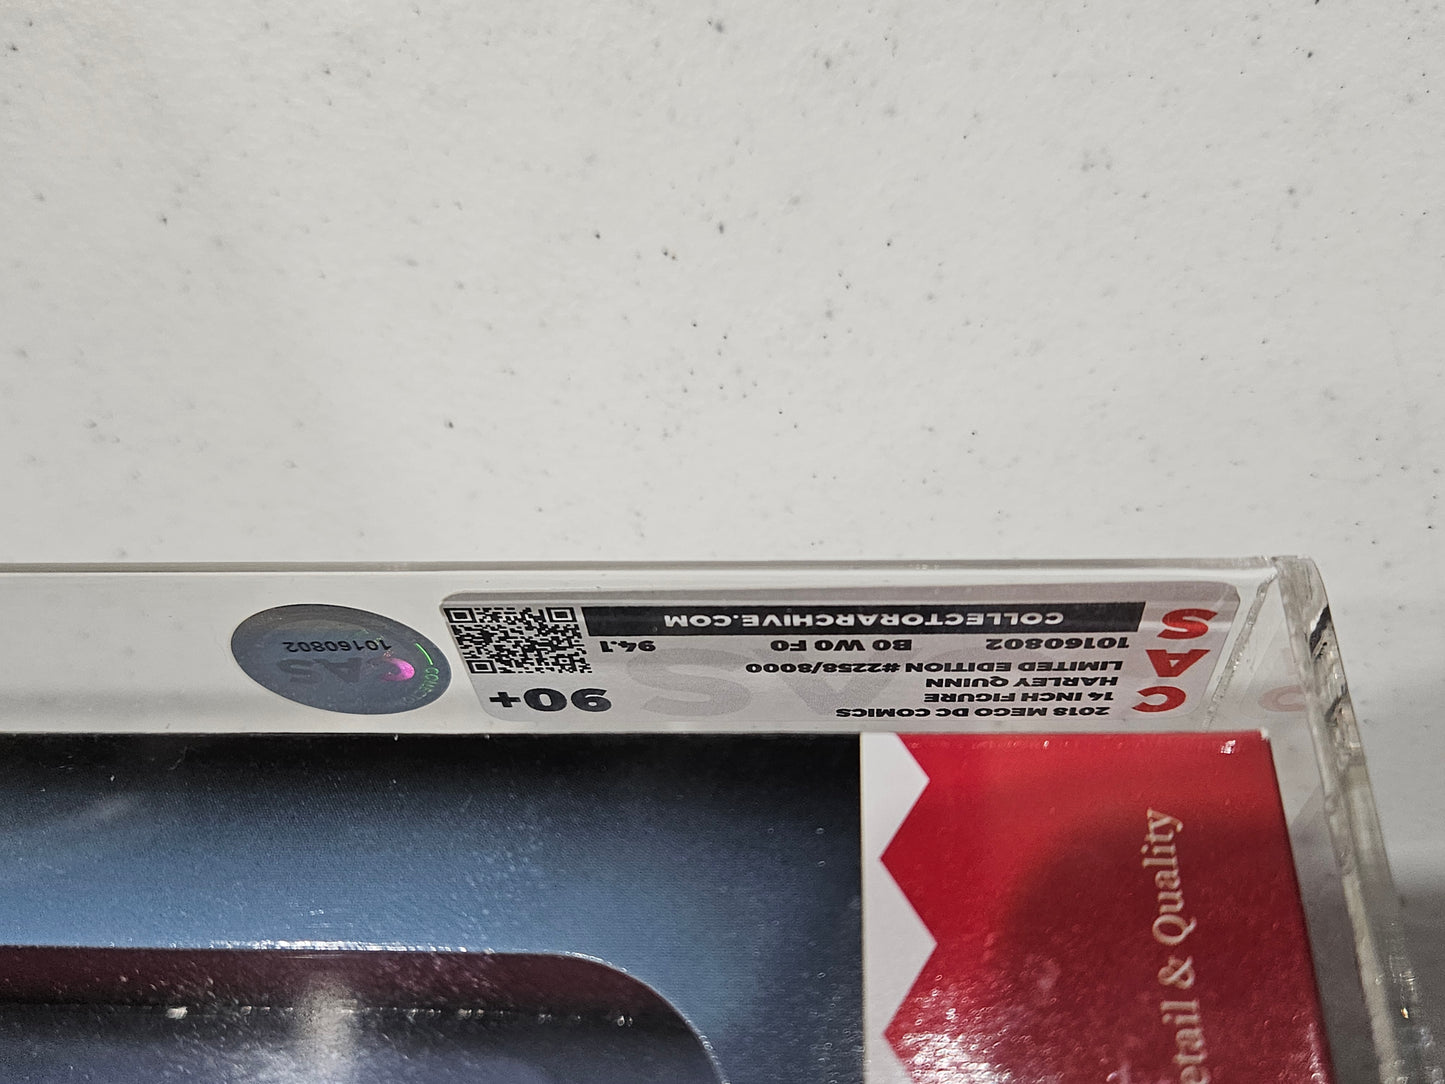 CAS
2018 MEGO DC COMICS
14 INCH FIGURE
HARLEY QUINN
LIMITED EDITION #2258/8000
10160802 B0 W0 F0 94.1
COLLECTORARCHIVE.COM
90+
CAS
10160802
etail & Quality